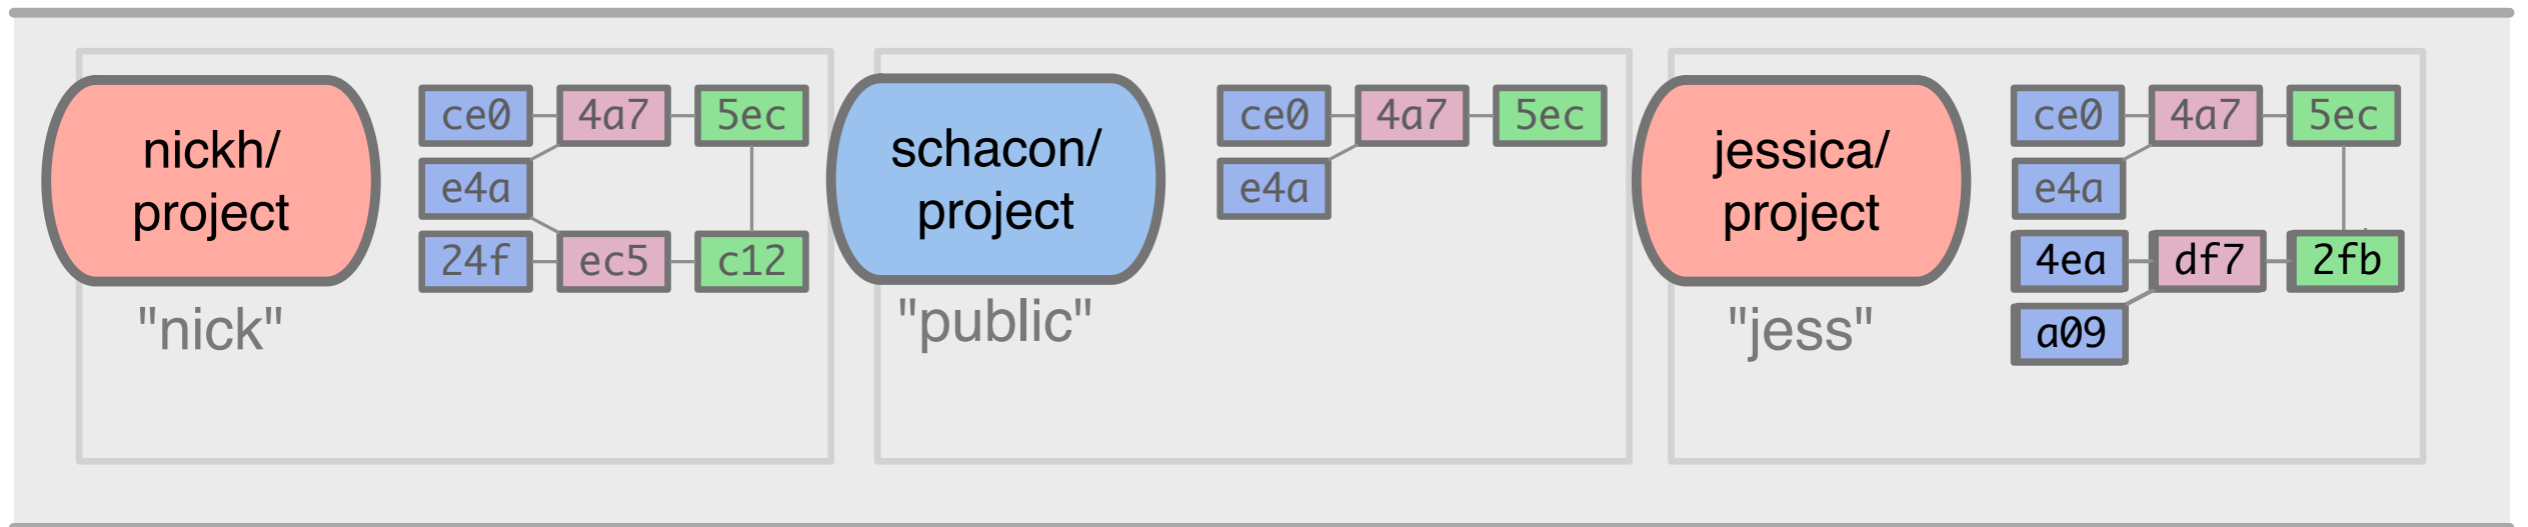 nickh/
project
"nick"
ce0 4a7 5ec
e4a
24f ec5 c12
schacon/
project
"public"
ce0 4a7 5ec
e4a
jessica/
project
"jess"
ce0 4a7 5ec
e4a
4ea df7 2fb
a09